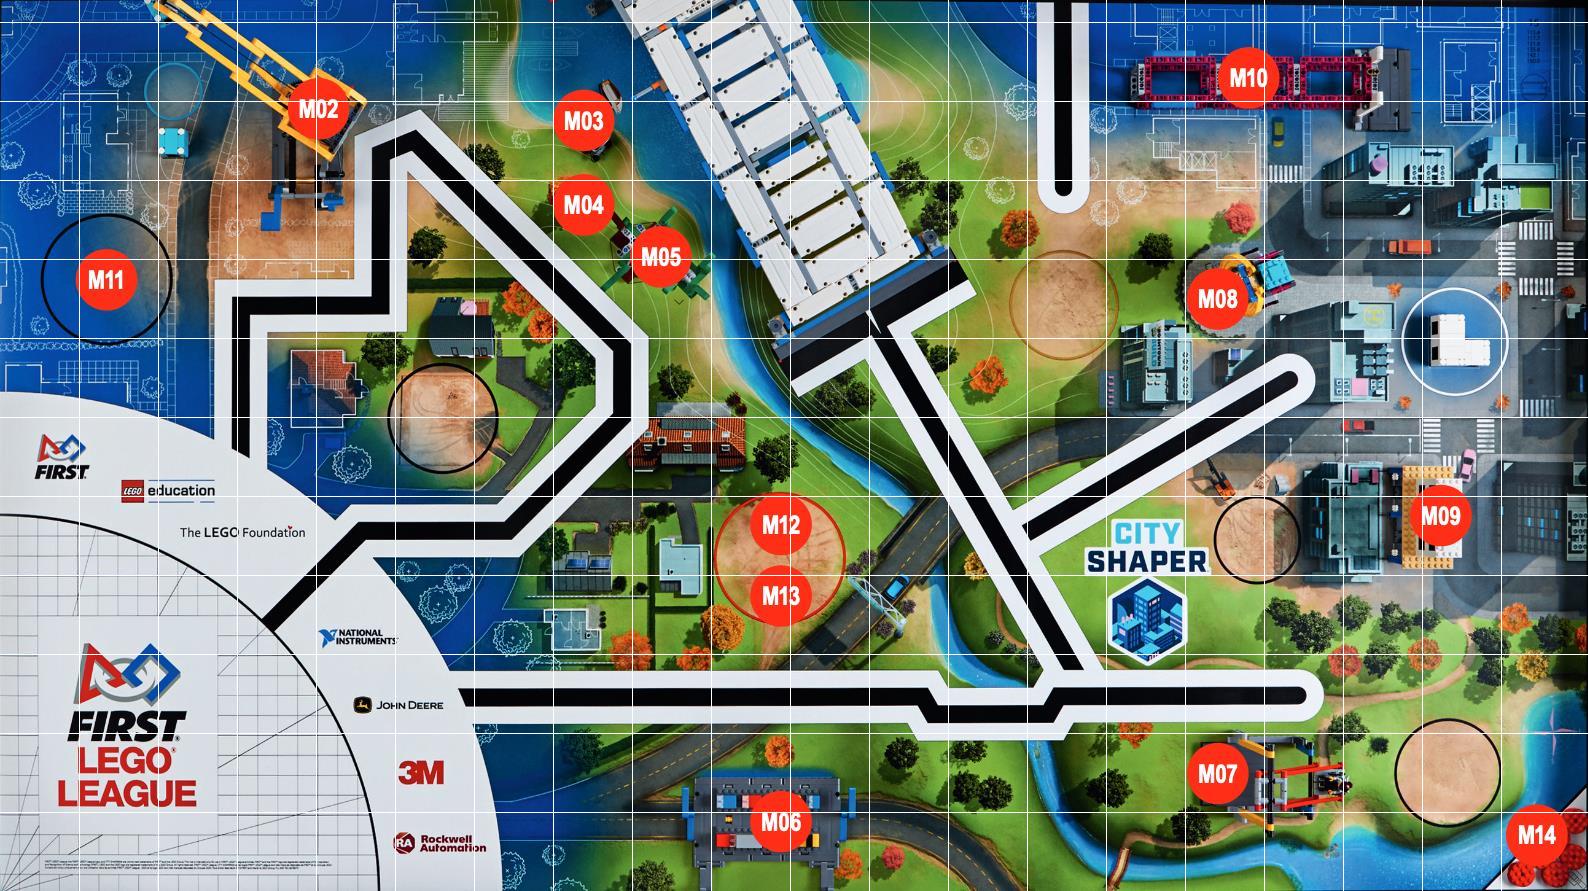 M02
M03
M10
M04
M05
M11
M08
FIRST
LEGO education
The LEGO Foundation
M12
M09
CITY
SHAPER
M13
NATIONAL
INSTRUMENTS
JOHN DEERE
FIRST
LEGO
LEAGUE
3M
M07
M06
M14
RA Rockwell
Automation